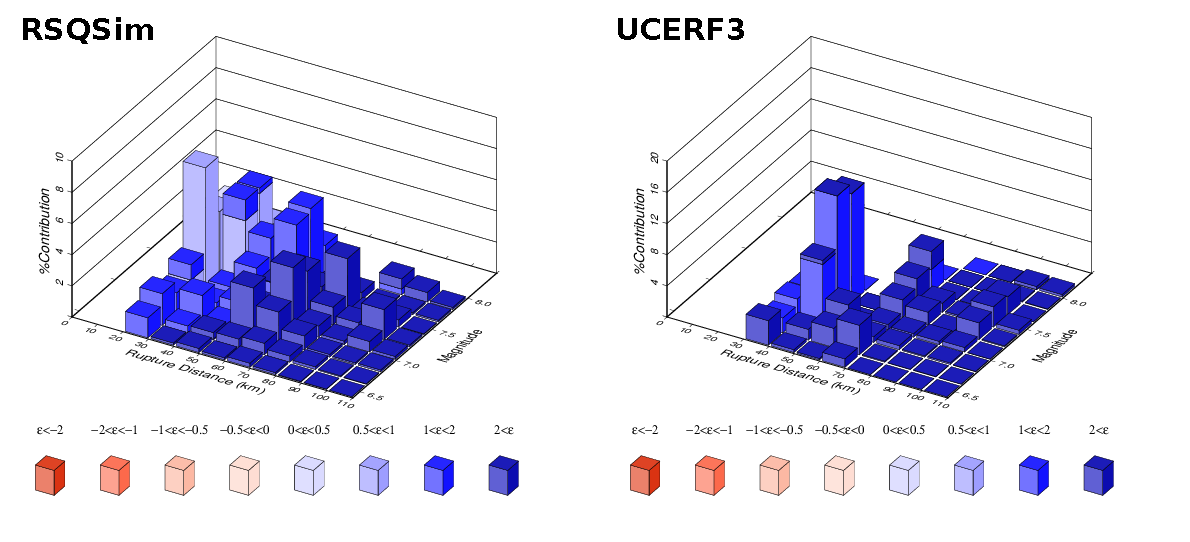 RSQSim
%Contribution
10
8
6
4
2
0
10
20
30
40
50
60
70
80
90
100
110
Rupture Distance (km)
Magnitude
8.0
7.5
7.0
6.5
ε<−2
−2<ε<−1
−1<ε<−0.5
−0.5<ε<0
0<ε<0.5
0.5<ε<1
1<ε<2
2<ε
UCERF3
%Contribution
20
16
12
8
4
0
10
20
30
40
50
60
70
80
90
100
110
Rupture Distance (km)
Magnitude
8.0
7.5
7.0
6.5
ε<−2
−2<ε<−1
−1<ε<−0.5
−0.5<ε<0
0<ε<0.5
0.5<ε<1
1<ε<2
2<ε